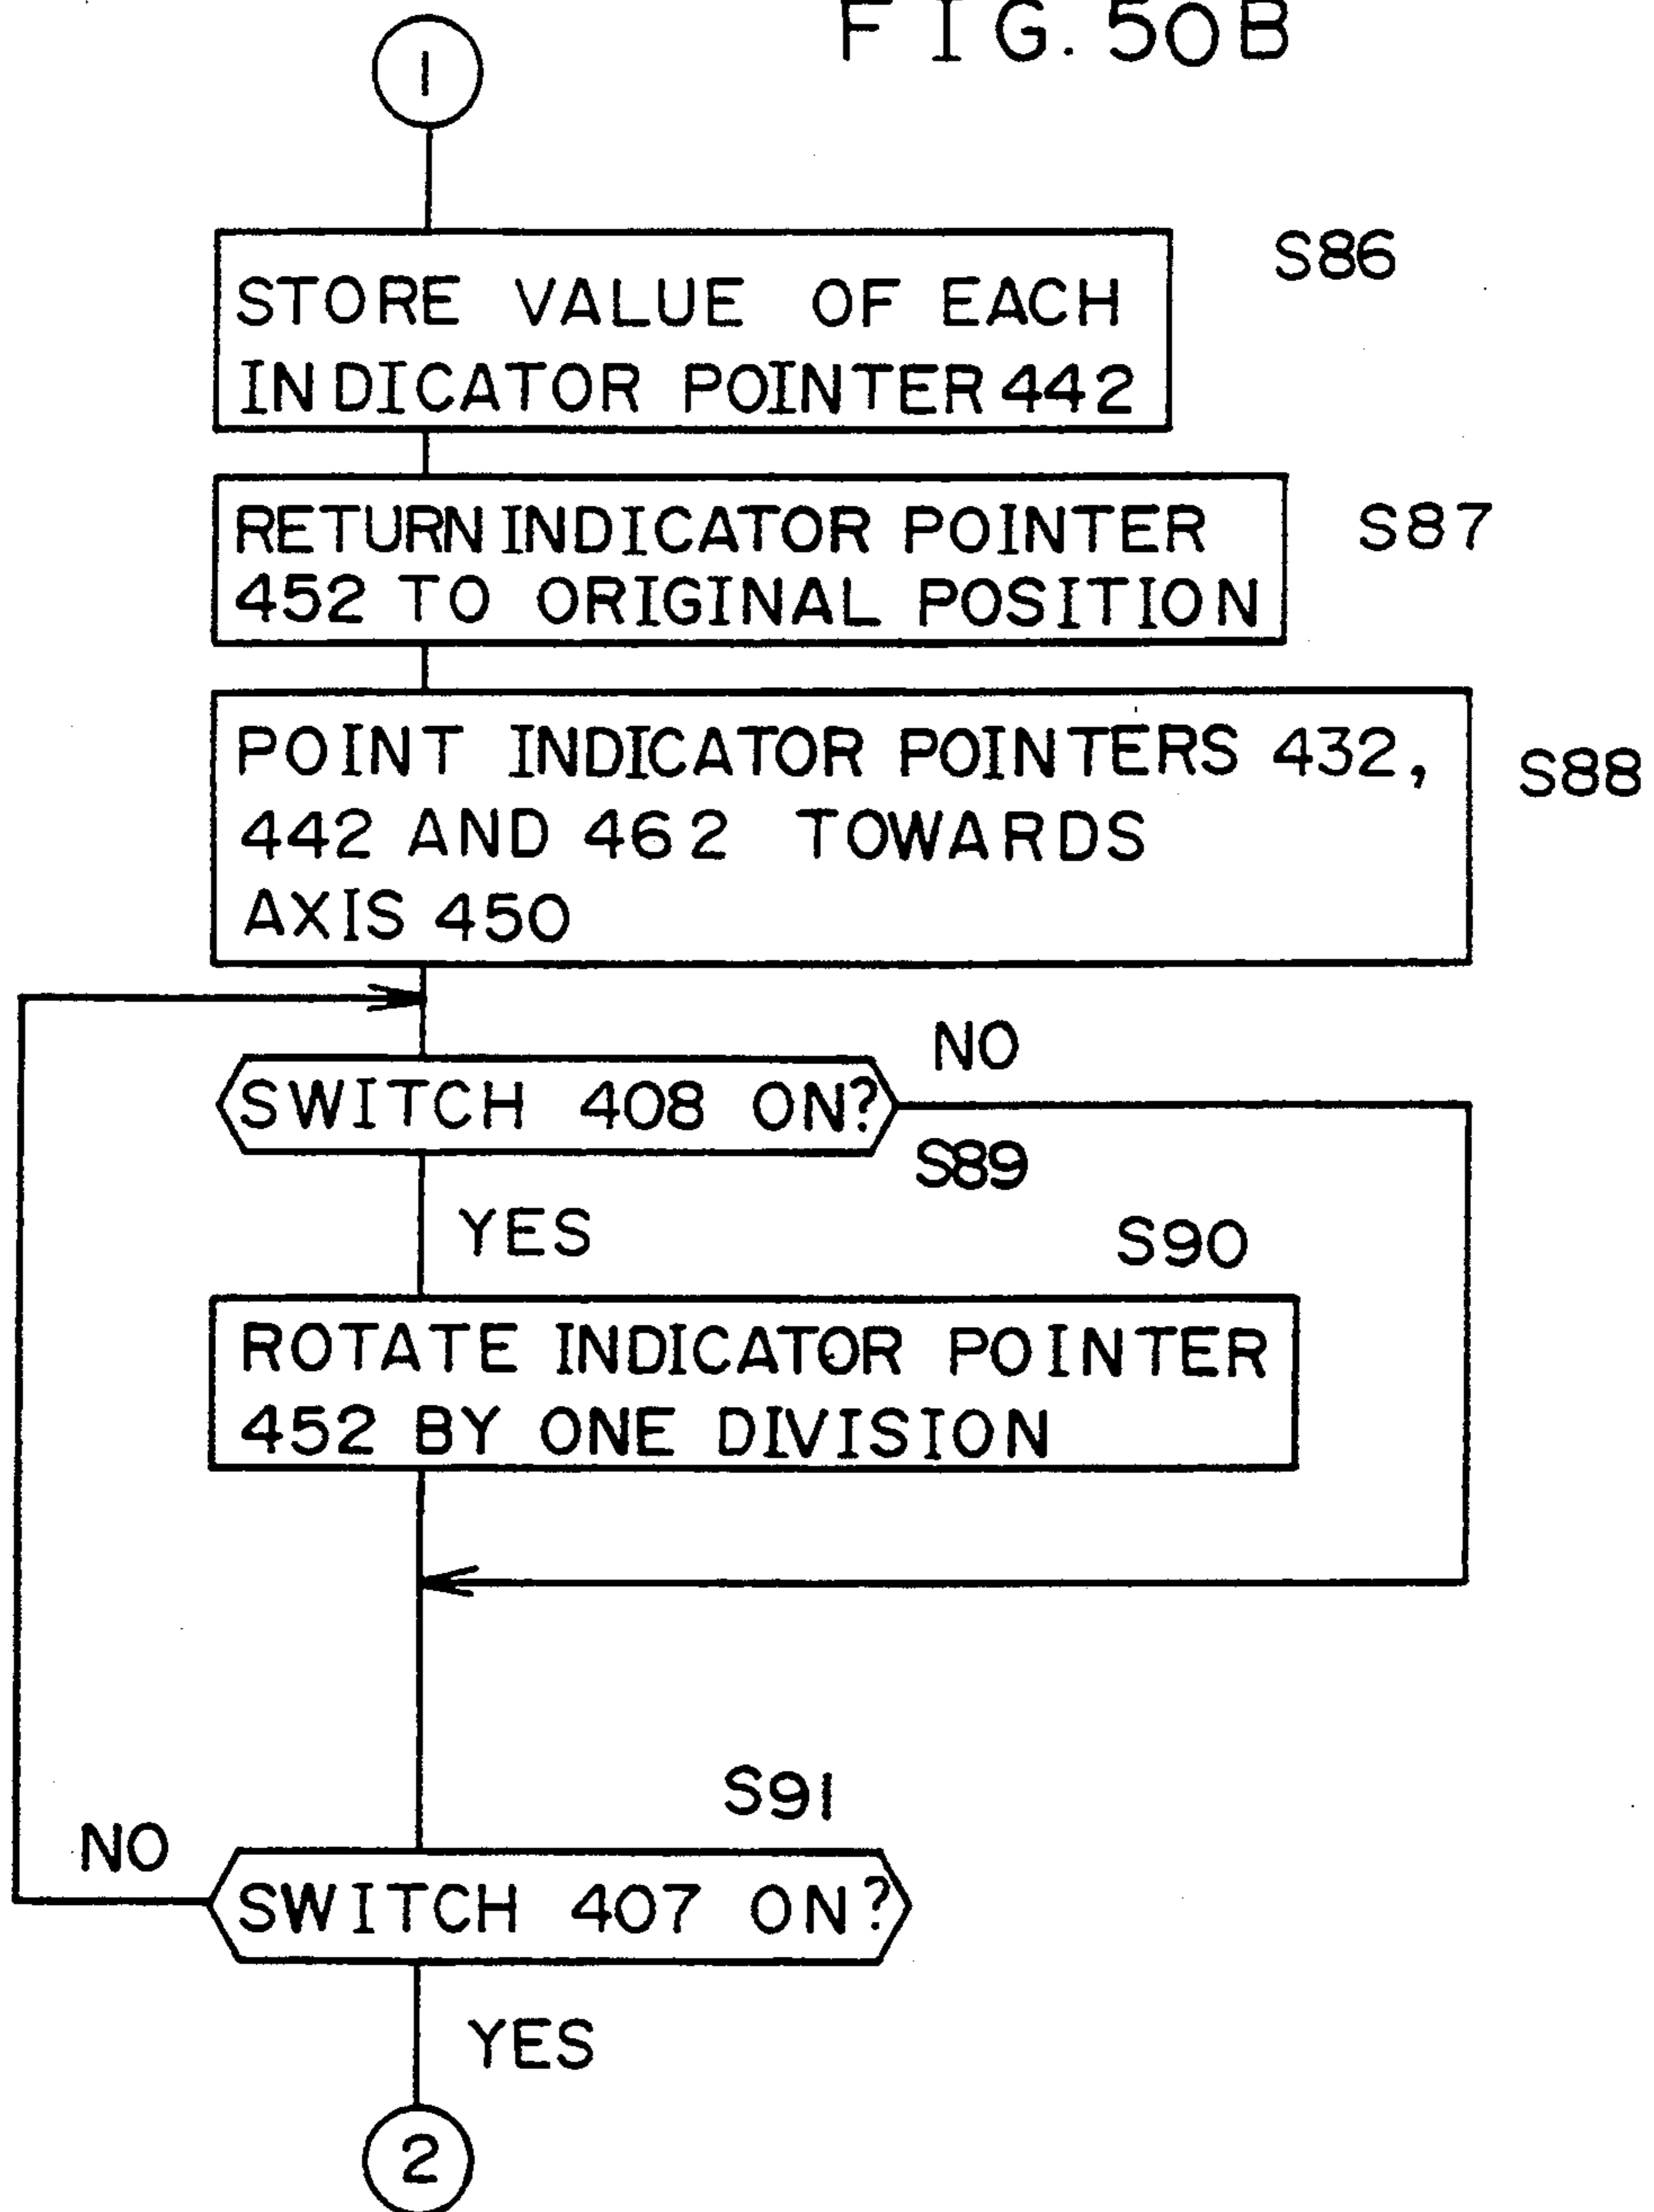 FIG. 50B
1
STORE VALUE OF EACH
INDICATOR POINTER 442
S86
RETURN INDICATOR POINTER
452 TO ORIGINAL POSITION
S87
POINT INDICATOR POINTERS 432,
442 AND 462 TOWARDS
AXIS 450
S88
SWITCH 408 ON?
NO
S89
YES
S90
ROTATE INDICATOR POINTER
452 BY ONE DIVISION
S91
NO
SWITCH 407 ON?
YES
2